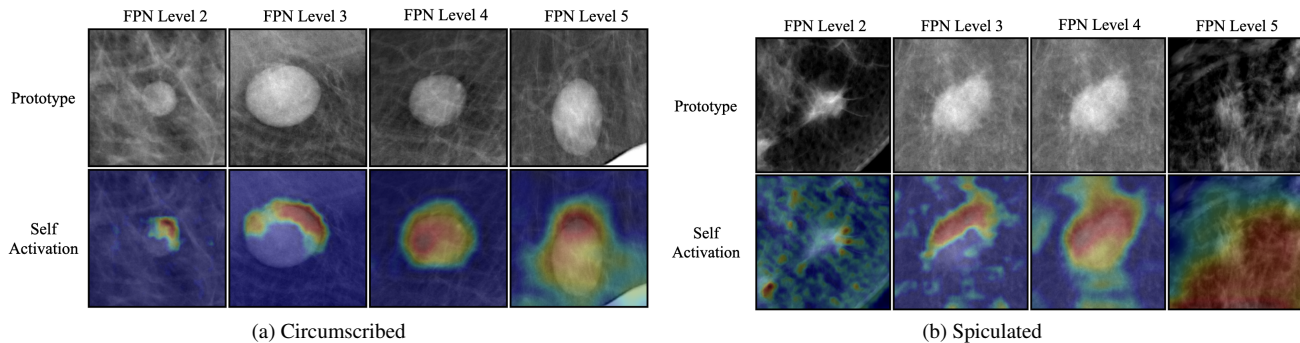 FPN Level 2 FPN Level 3 FPN Level 4 FPN Level 5
Prototype
Self
Activation
(a) Circumscribed
FPN Level 2 FPN Level 3 FPN Level 4 FPN Level 5
Prototype
Self
Activation
(b) Spiculated